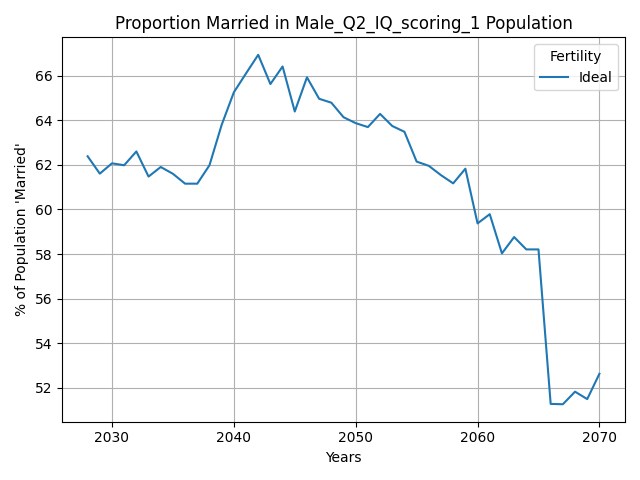 Proportion Married in Male_Q2_IQ_scoring_1 Population
Fertility
Ideal
% of Population 'Married'
66
64
62
60
58
56
54
52
2030
2040
2050
2060
2070
Years